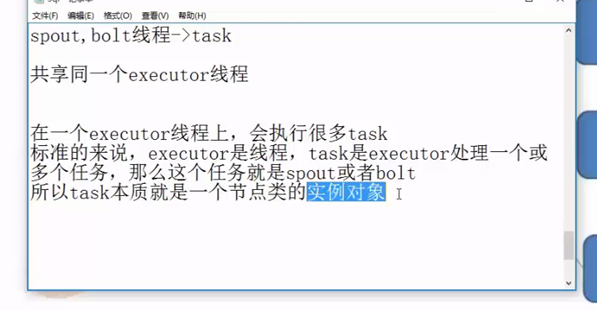 文件(F) 编辑(E) 格式(O) 查看(V) 帮助(H)
spout,bolt线程->task
共享同一个executor线程
在一个executor线程上，会执行很多task
标准的来说，executor是线程，task是executor处理一个或
多个任务，那么这个任务就是spout或者bolt
所以task本质就是一个节点类的实例对象